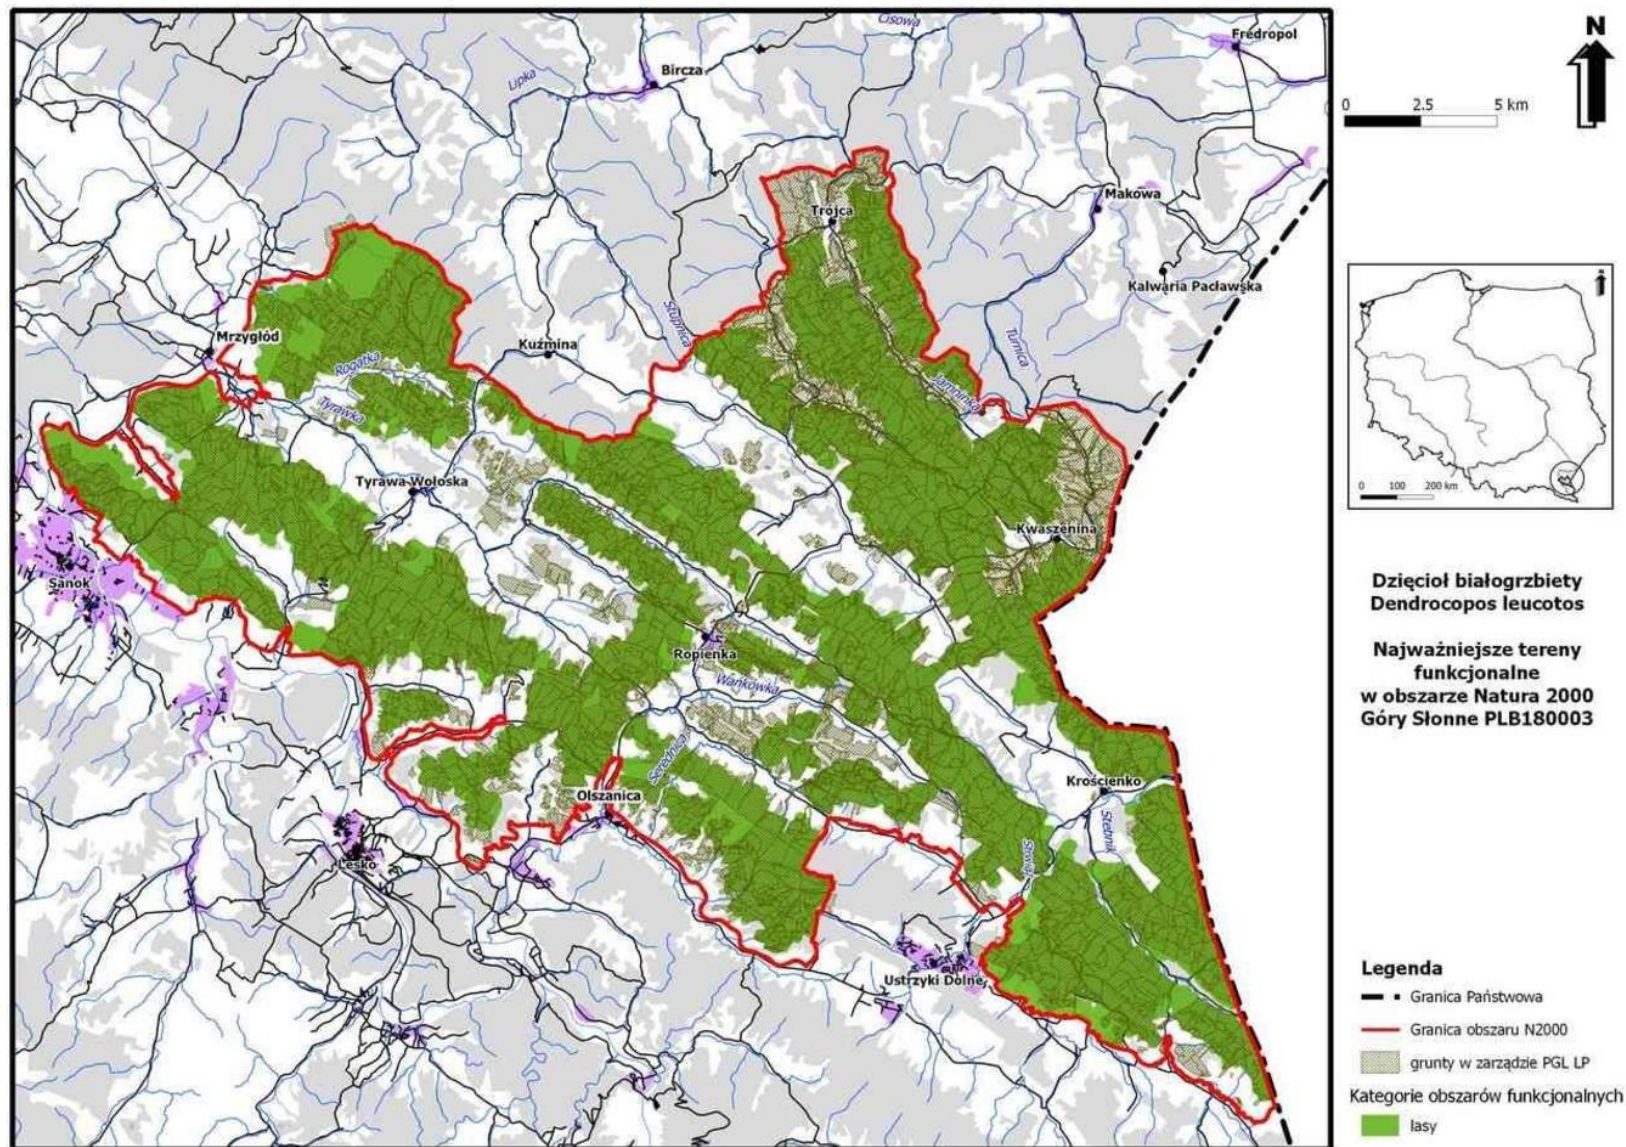 Cisowa
Fredropol
N
Bircza
Lipka
0 2.5 5 km
Makowa
Trójca
Kalwaria Pacławska
Stupnica
Mrzygłód
Kuźmina
Turnica
Rogatka
Jamninka
Tyrawka
Tyrawa Wołoska
0 100 200 km
Kwaszenina
Sanok
Dzięcioł białogrzbiety
Dendrocopos leucotos
Ropienka
Najważniejsze tereny
funkcjonalne
w obszarze Natura 2000
Góry Słonne PLB180003
Wańkówka
Serednica
Krościenko
Olszanica
Stebnik
Lesko
Strwiąż
Ustrzyki Dolne
Legenda
Granica Państwowa
Granica obszaru N2000
grunty w zarządzie PGL LP
Kategorie obszarów funkcjonalnych
lasy